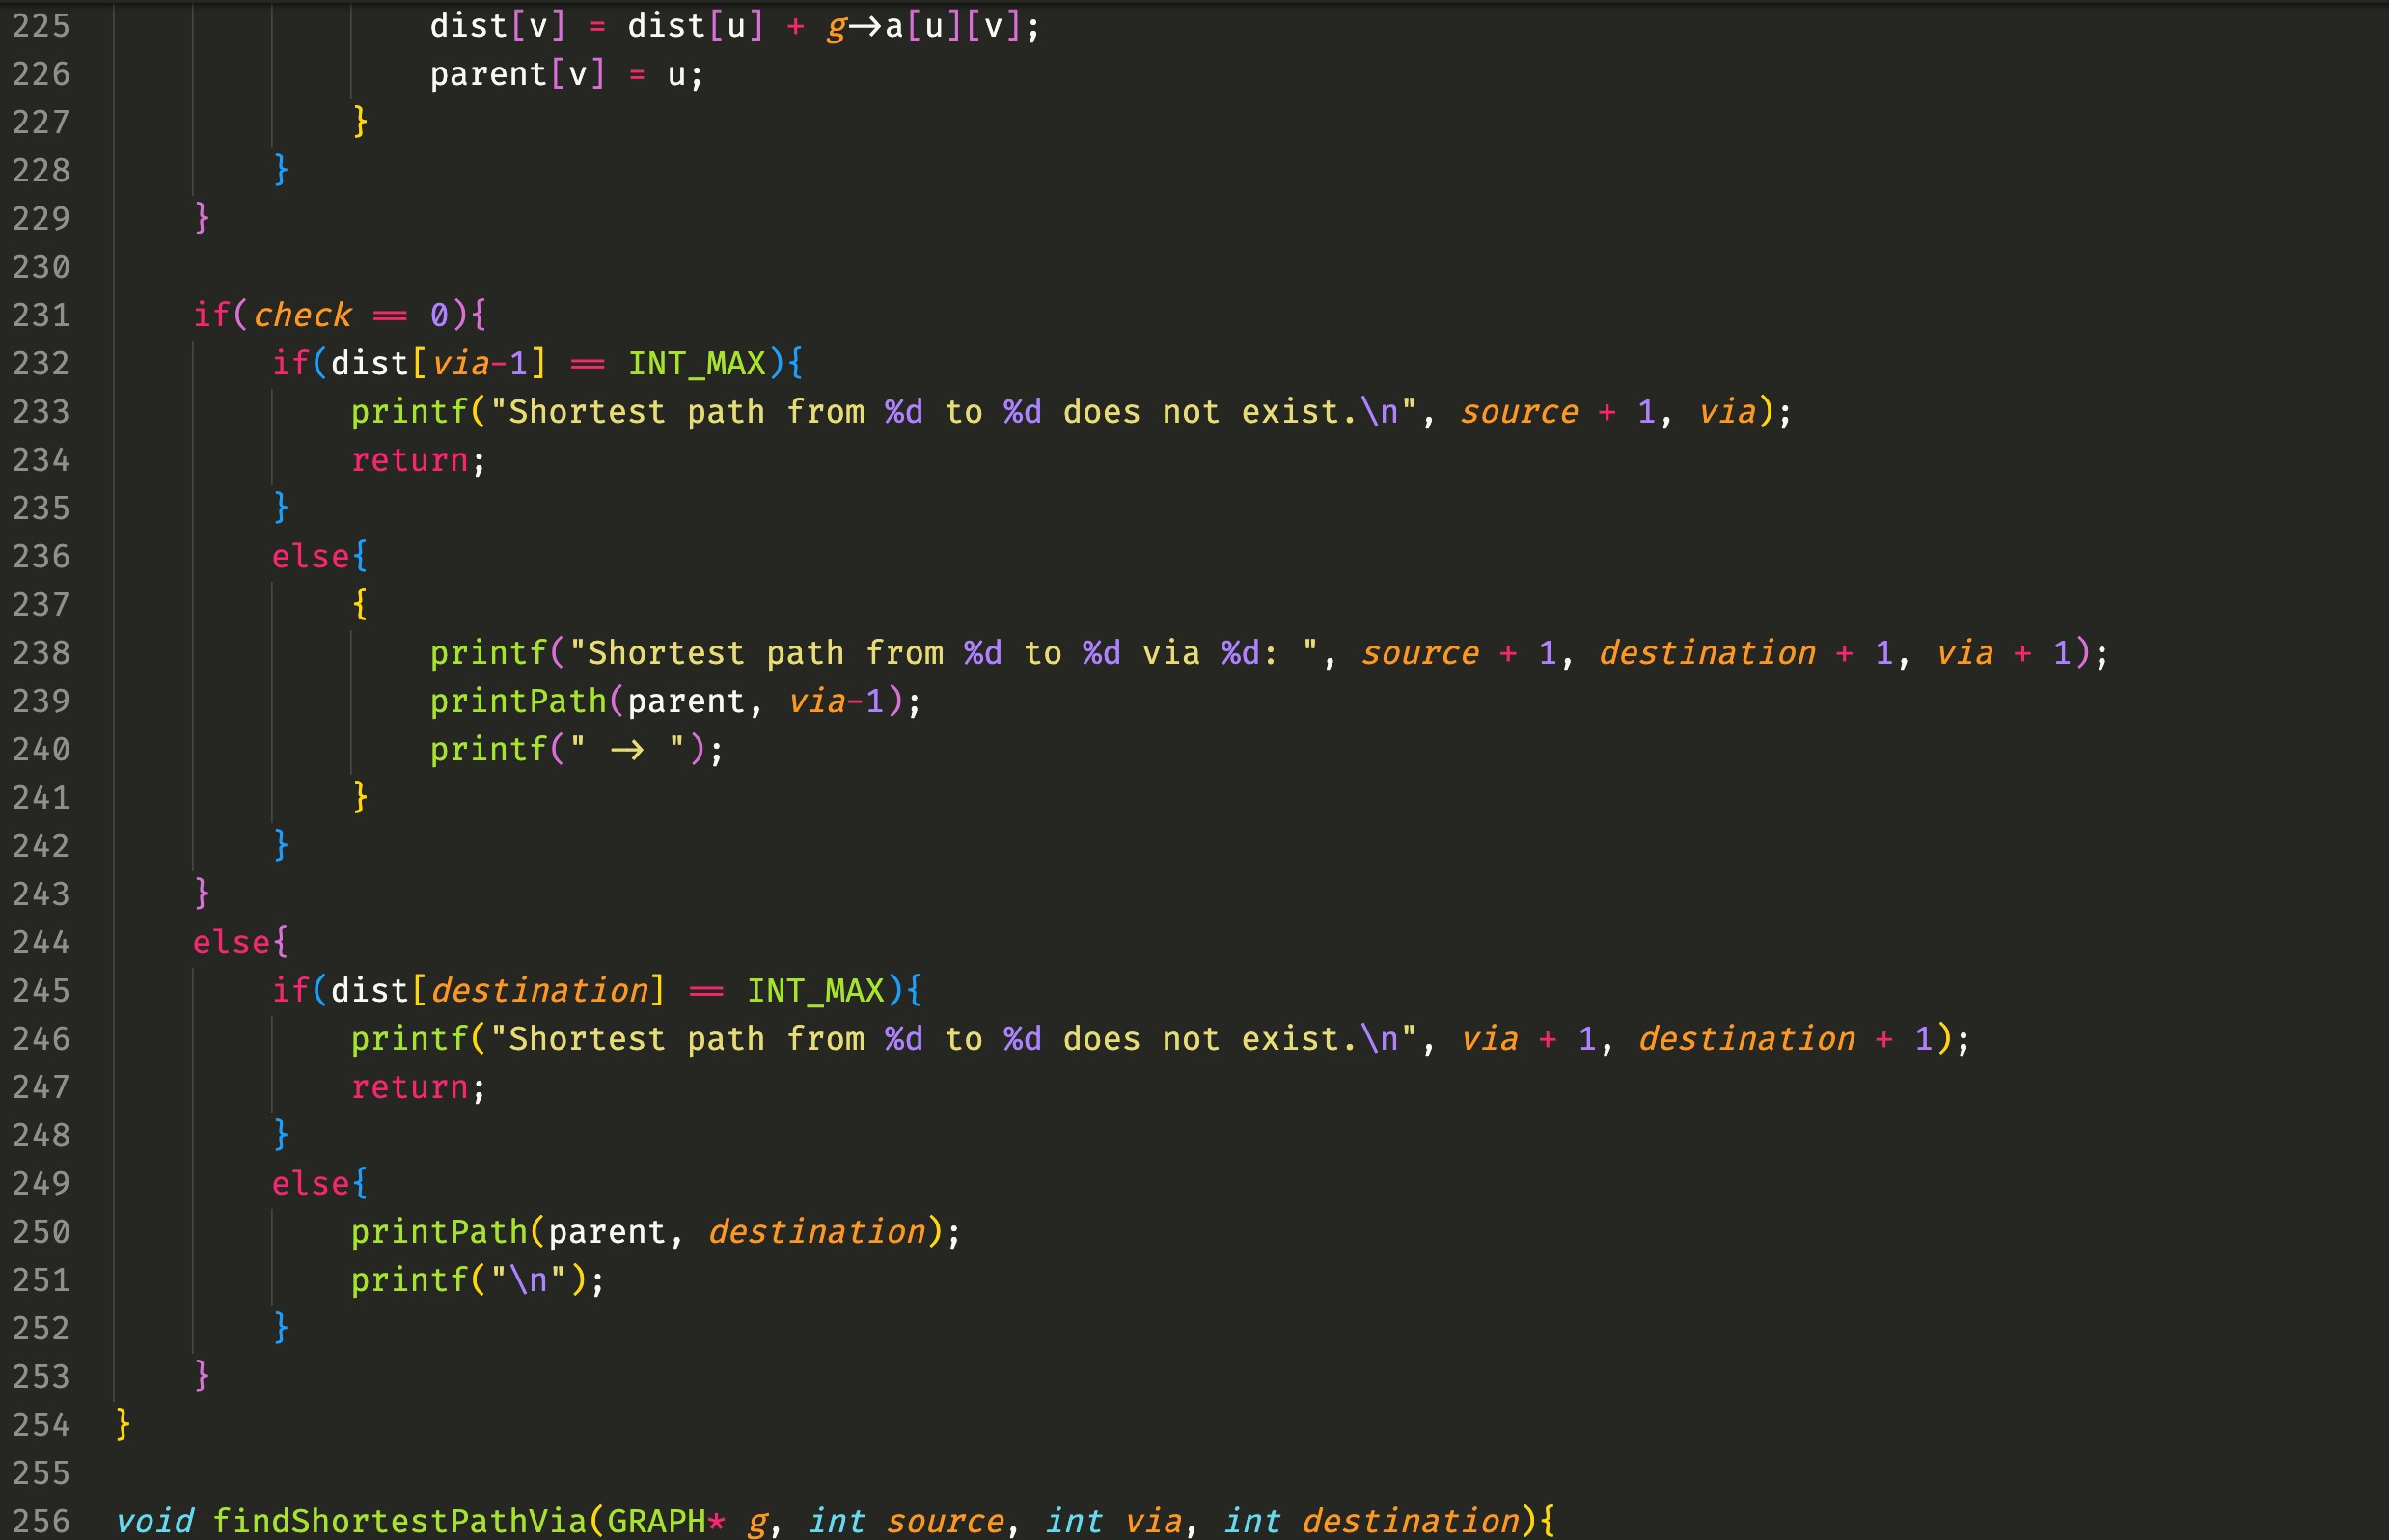 225 dist[v] = dist[u] + g->a[u][v];
226 parent[v] = u;
227 }
228 }
229 }
230
231 if(check == 0){
232 if(dist[via-1] == INT_MAX){
233 printf("Shortest path from %d to %d does not exist.\n", source + 1, via);
234 return;
235 }
236 else{
237 {
238 printf("Shortest path from %d to %d via %d: ", source + 1, destination + 1, via + 1);
239 printPath(parent, via-1);
240 printf(" -> ");
241 }
242 }
243 }
244 else{
245 if(dist[destination] == INT_MAX){
246 printf("Shortest path from %d to %d does not exist.\n", via + 1, destination + 1);
247 return;
248 }
249 else{
250 printPath(parent, destination);
251 printf("\n");
252 }
253 }
254 }
255
256 void findShortestPathVia(GRAPH* g, int source, int via, int destination){